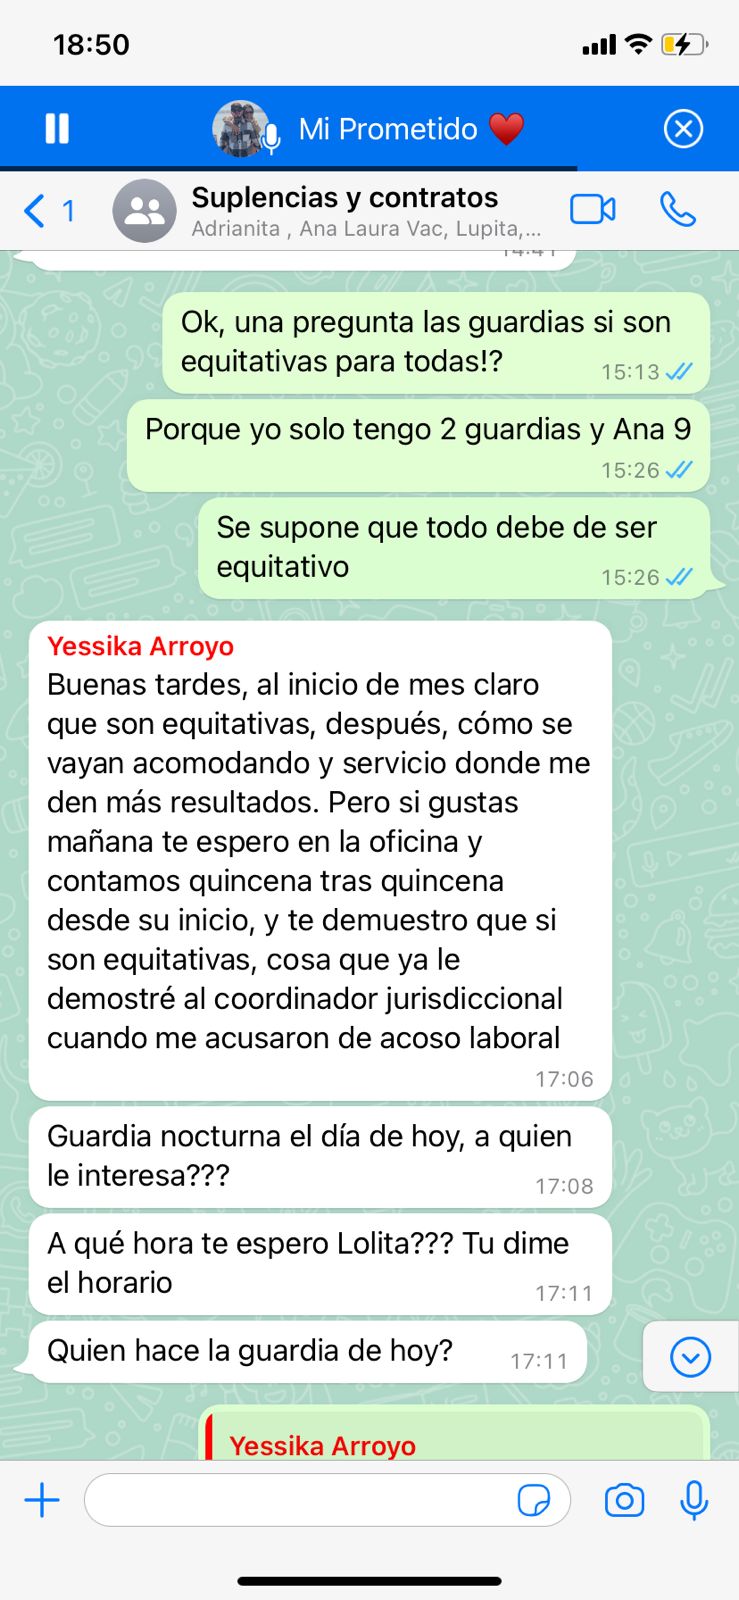 18:50
Mi Prometido ❤️
1
Suplencias y contratos
Adrianita , Ana Laura Vac, Lupita,...
14:41
Ok, una pregunta las guardias si son
equitativas para todas!?
15:13
Porque yo solo tengo 2 guardias y Ana 9
15:26
Se supone que todo debe de ser
equitativo
15:26
Yessika Arroyo
Buenas tardes, al inicio de mes claro
que son equitativas, después, cómo se
vayan acomodando y servicio donde me
den más resultados. Pero si gustas
mañana te espero en la oficina y
contamos quincena tras quincena
desde su inicio, y te demuestro que si
son equitativas, cosa que ya le
demostré al coordinador jurisdiccional
cuando me acusaron de acoso laboral
17:06
Guardia nocturna el día de hoy, a quien
le interesa???
17:08
A qué hora te espero Lolita??? Tu dime
el horario
17:11
Quien hace la guardia de hoy?
17:11
Yessika Arroyo